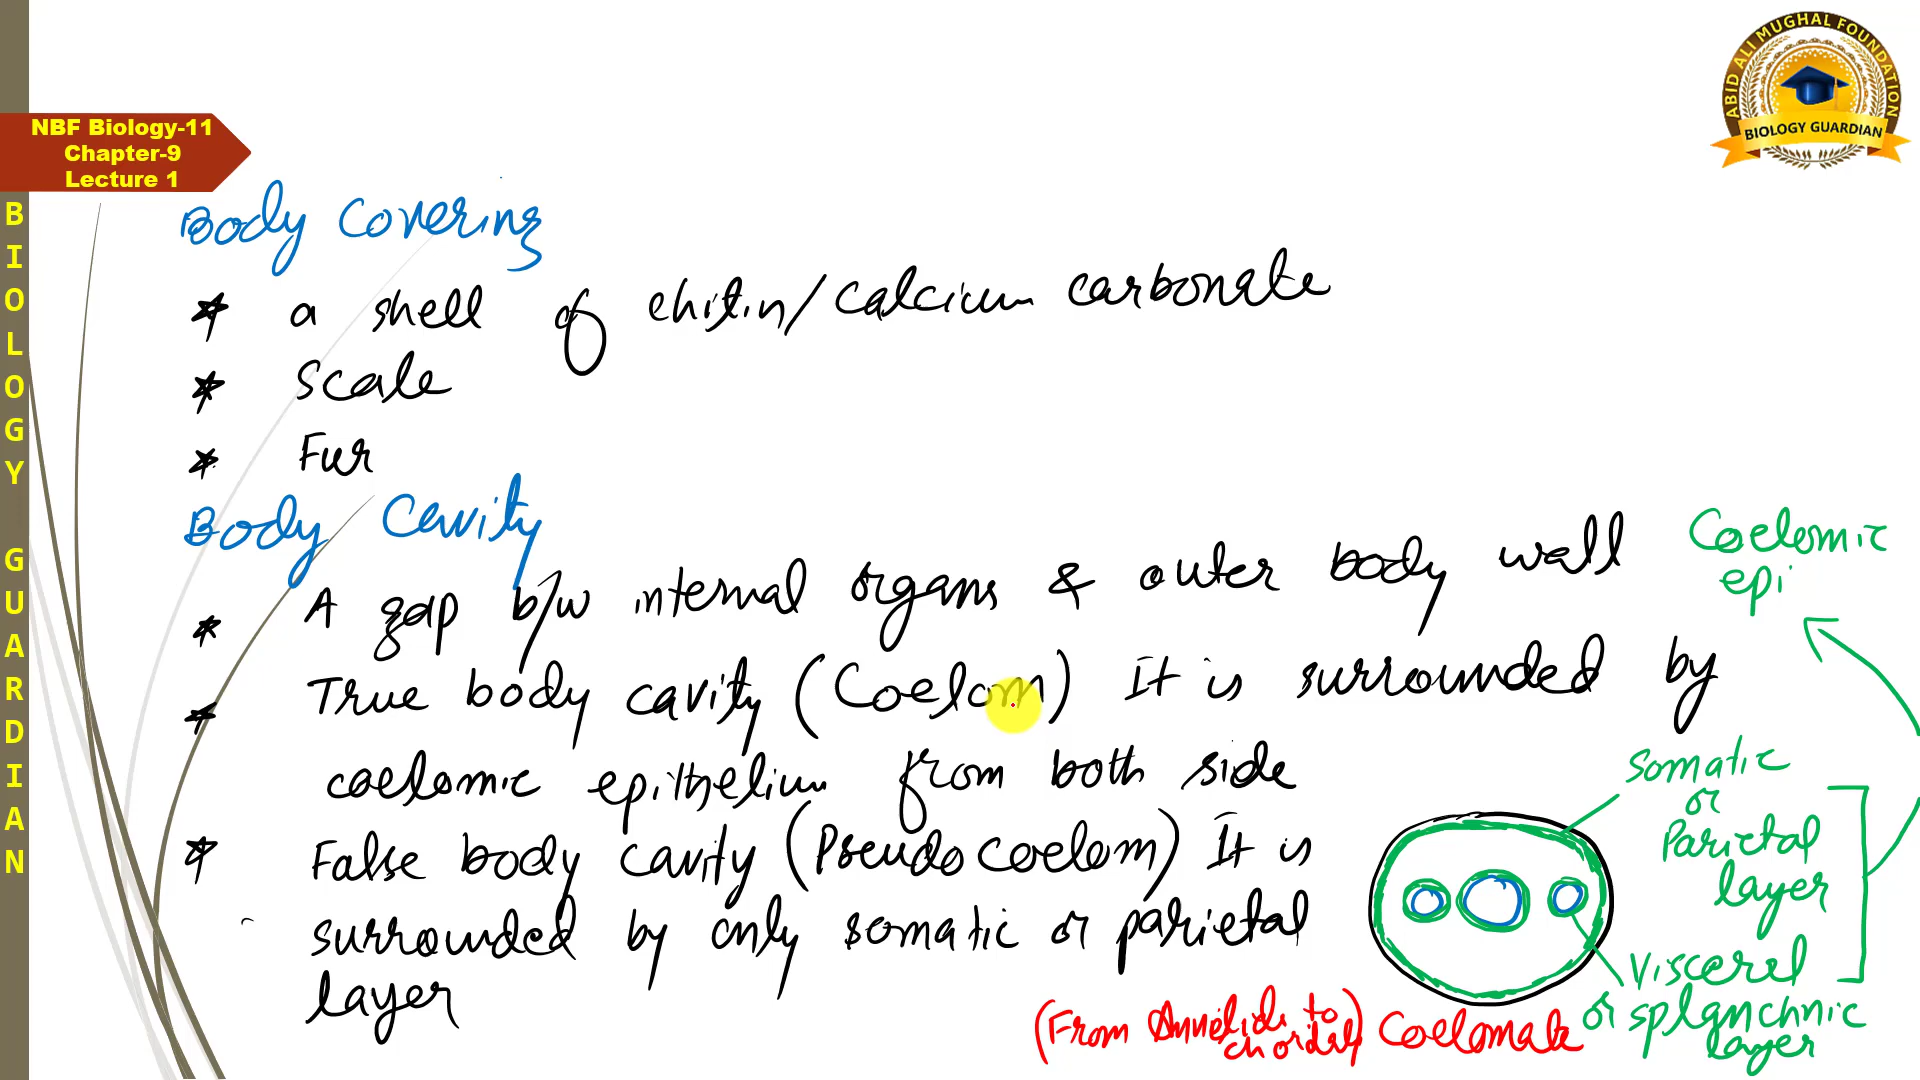 ABID ALI MUGHAL FOUNDATION
BIOLOGY GUARDIAN
NBF Biology-11
Chapter-9
Lecture 1
BIOLOGY GUARDIAN
Body Covering
* a shell of chitin/calcium carbonate
* Scale
* Fur
Body Cavity
* A gap b/w internal organs & outer body wall
* True body cavity (Coelom) It is surrounded by
coelomic epithelium from both side
* False body cavity (Pseudocoelom) It is
surrounded by only somatic or parietal
layer
Coelomic
epi
Somatic
or
Parietal
layer
Viscerel
or splanchnic
layer
(From Annelida to
chordata) Coelomate